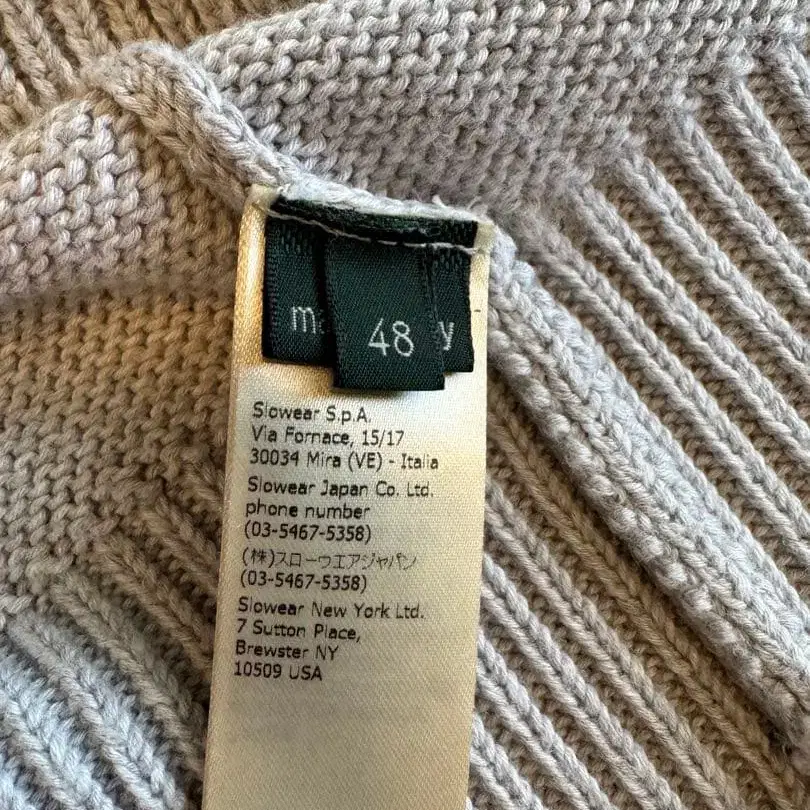 48
Slowear S.p.A.
Via Fornace, 15/17
30034 Mira (VE) - Italia
Slowear Japan Co. Ltd.
phone number
(03-5467-5358)
(株)スローウエアジャパン
(03-5467-5358)
Slowear New York Ltd.
7 Sutton Place,
Brewster NY
10509 USA